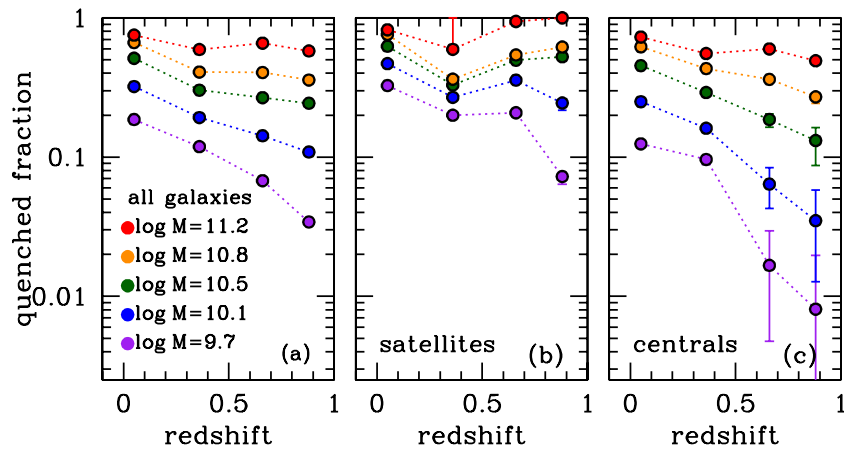 quenched fraction
1
0.1
0.01
all galaxies
log M=11.2
log M=10.8
log M=10.5
log M=10.1
log M=9.7
(a)
0 0.5 1
redshift
satellites (b)
0 0.5 1
redshift
centrals (c)
0 0.5 1
redshift